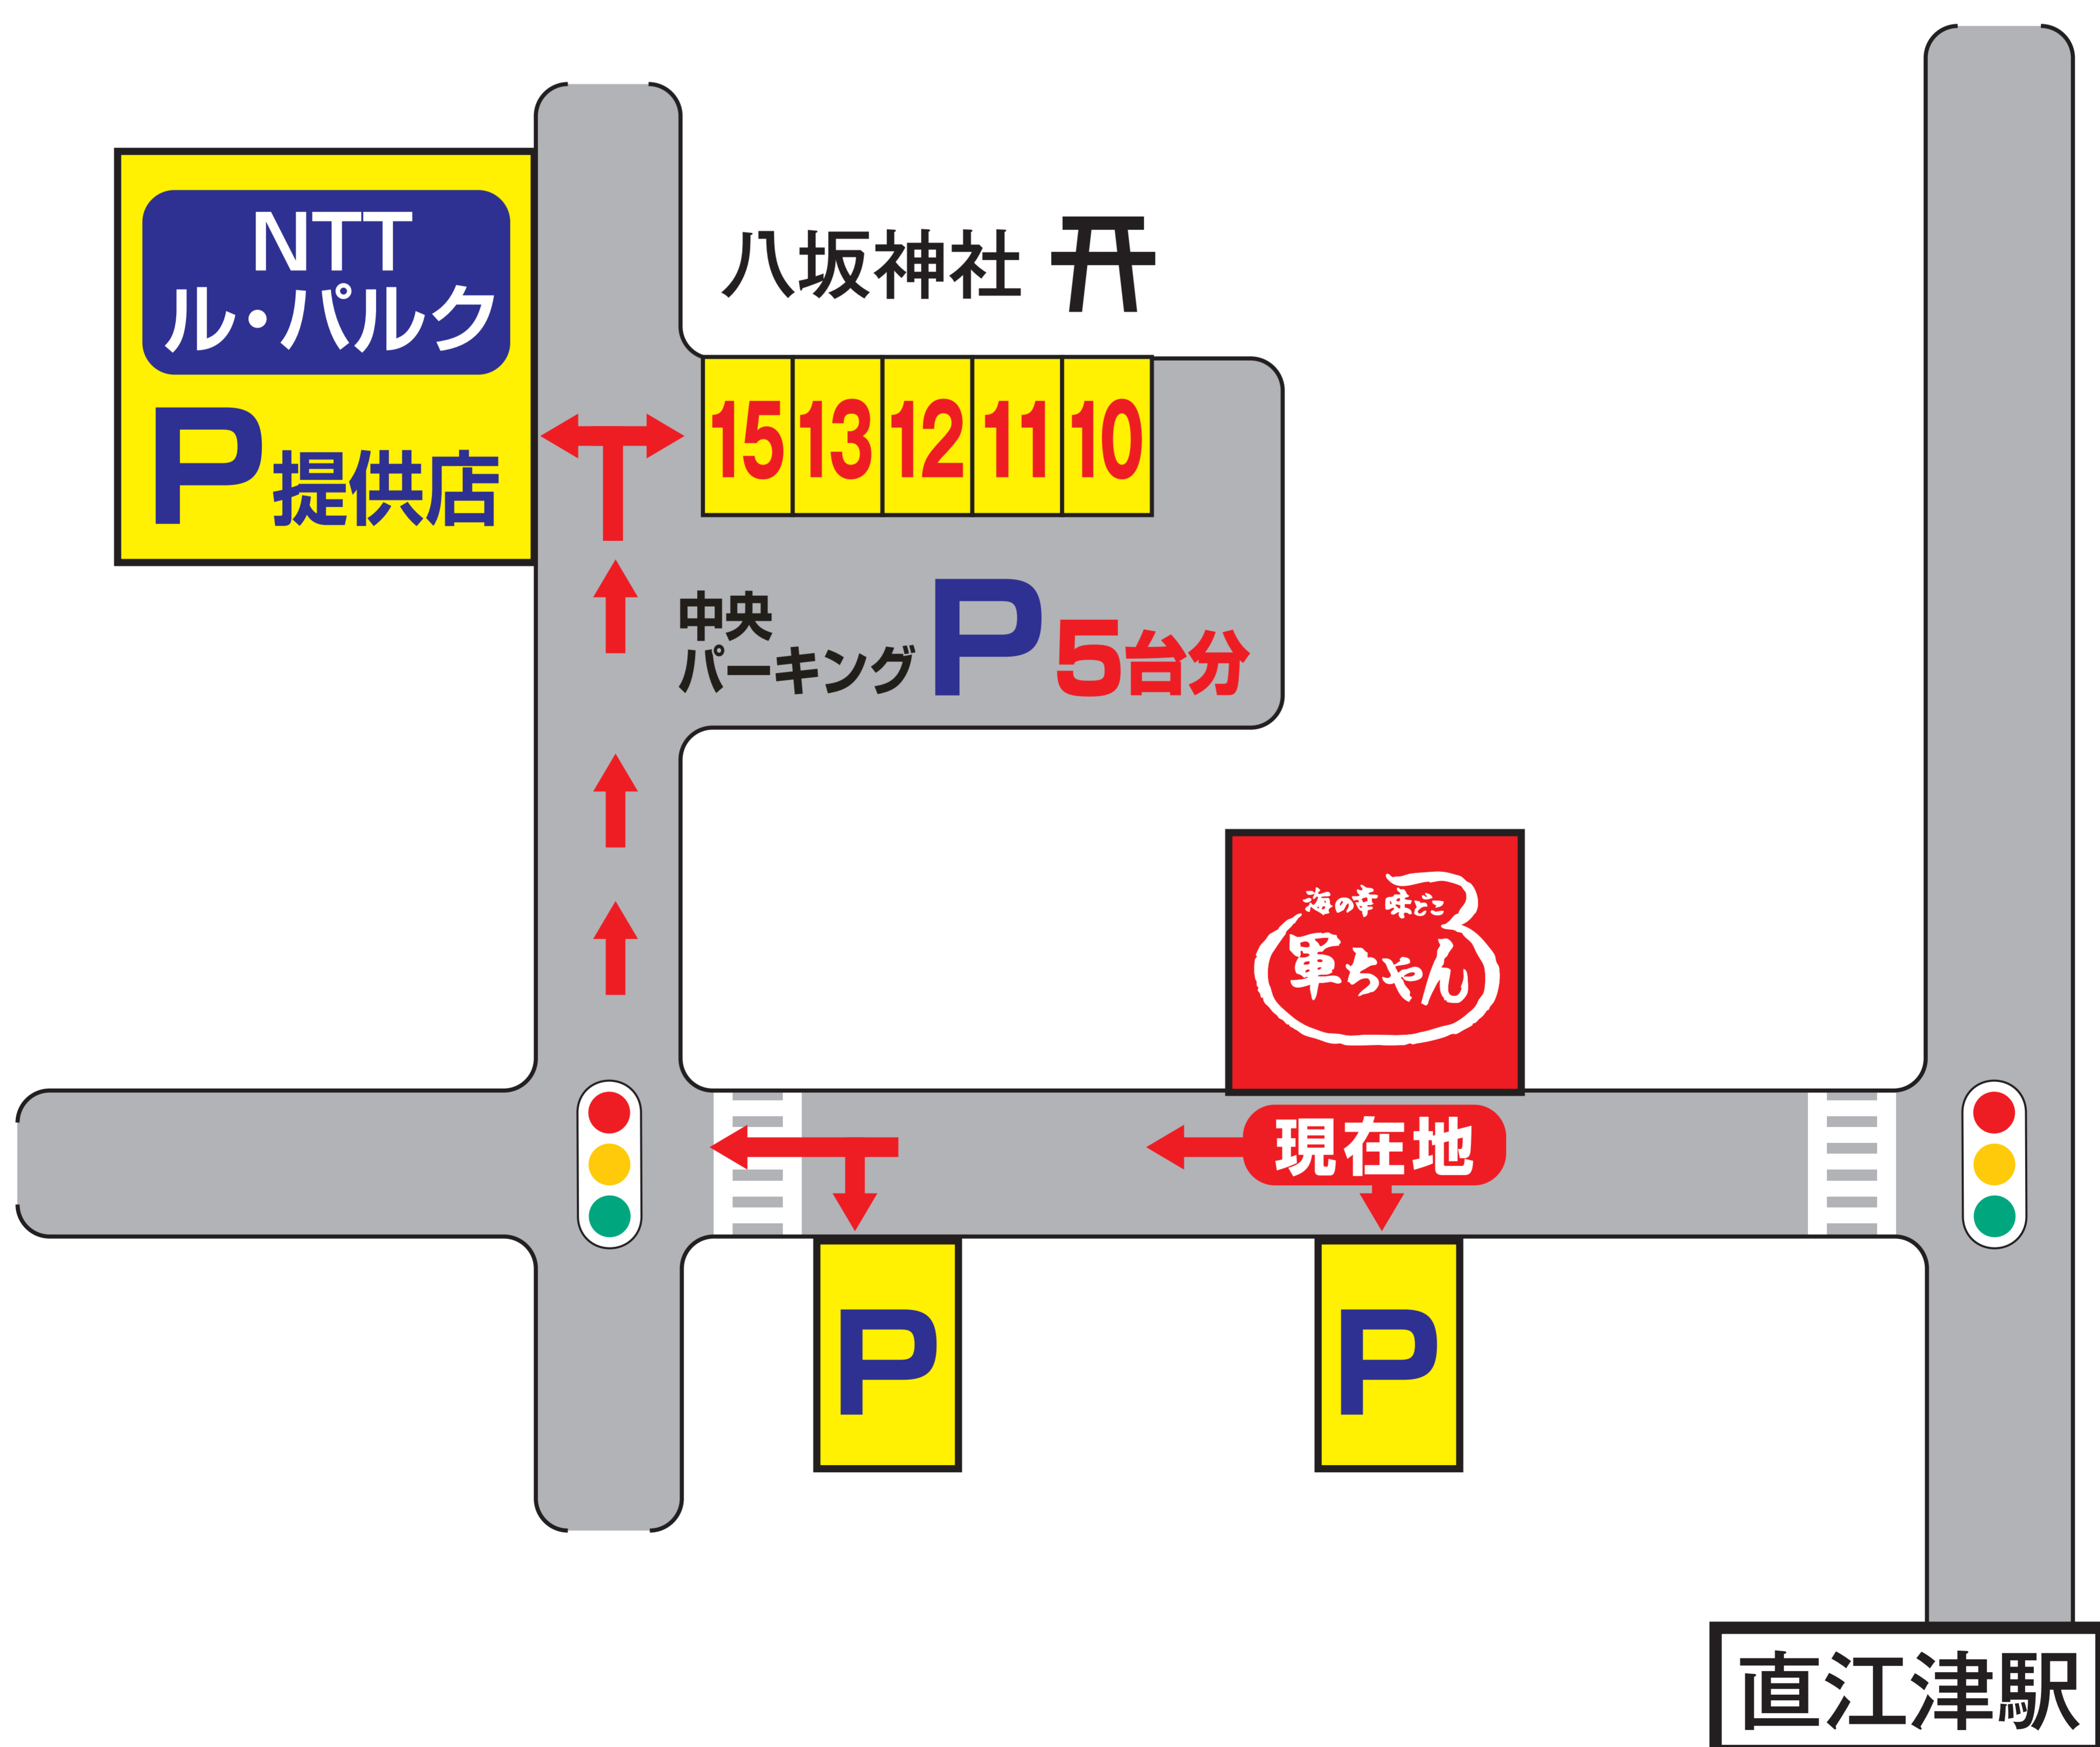 NTT
ル・パルク
P 提供店
八坂神社
15 13 12 11 10
中央
パーキング
P 5台分
海の幸味どころ
軍ちゃん
現在地
P P
直江津駅